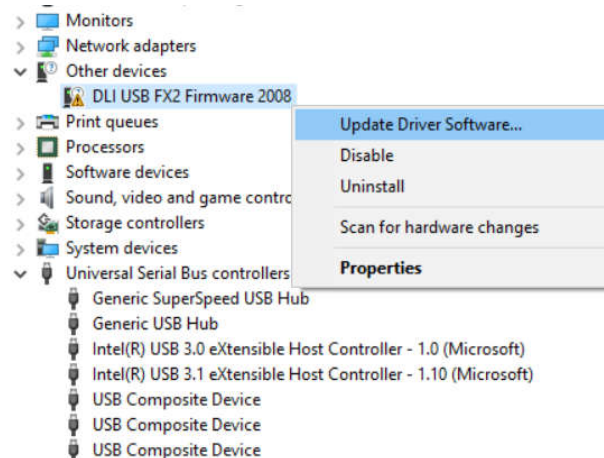 Monitors
Network adapters
Other devices
DLI USB FX2 Firmware 2008
Update Driver Software...
Print queues
Disable
Processors
Software devices
Uninstall
Sound, video and game contro
Scan for hardware changes
Storage controllers
System devices
Properties
Universal Serial Bus controllers
Generic SuperSpeed USB Hub
Generic USB Hub
Intel(R) USB 3.0 eXtensible Host Controller - 1.0 (Microsoft)
Intel(R) USB 3.1 eXtensible Host Controller - 1.10 (Microsoft)
USB Composite Device
USB Composite Device
USB Composite Device